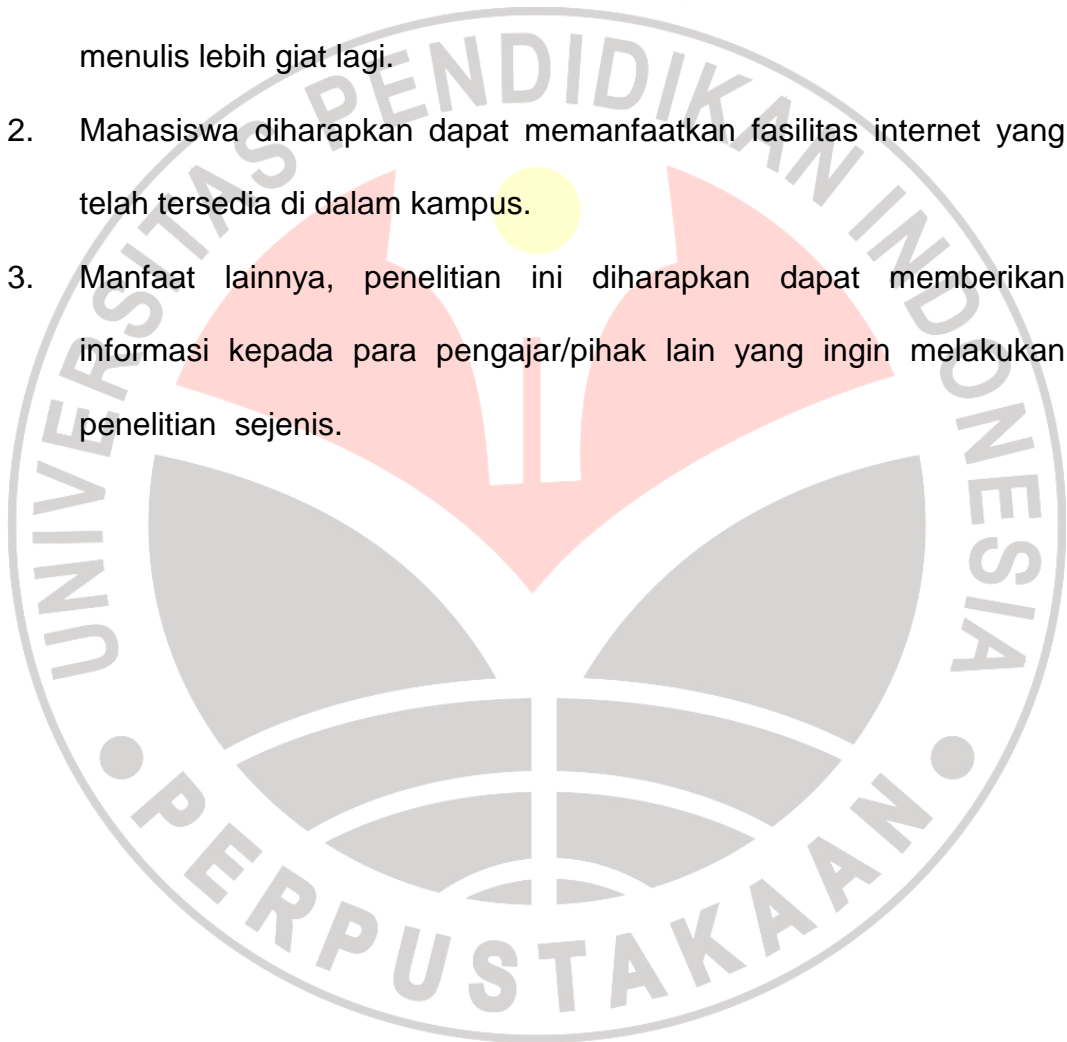 menulis lebih giat lagi.
2. Mahasiswa diharapkan dapat memanfaatkan fasilitas internet yang
telah tersedia di dalam kampus.
3. Manfaat lainnya, penelitian ini diharapkan dapat memberikan
informasi kepada para pengajar/pihak lain yang ingin melakukan
penelitian sejenis.
UNIVERSITAS PENDIDIKAN INDONESIA
PERPUSTAKAAN